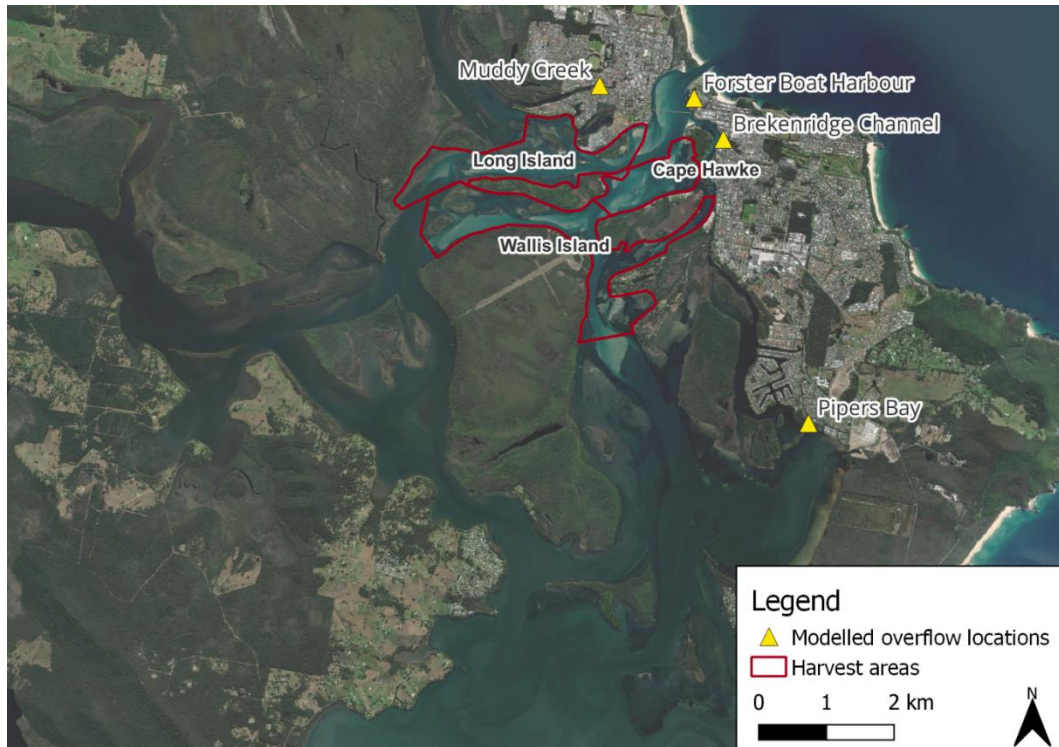 Muddy Creek
Forster Boat Harbour
Brekenridge Channel
Long Island
Cape Hawke
Wallis Island
Pipers Bay
Legend
Modelled overflow locations
Harvest areas
0 1 2 km
N